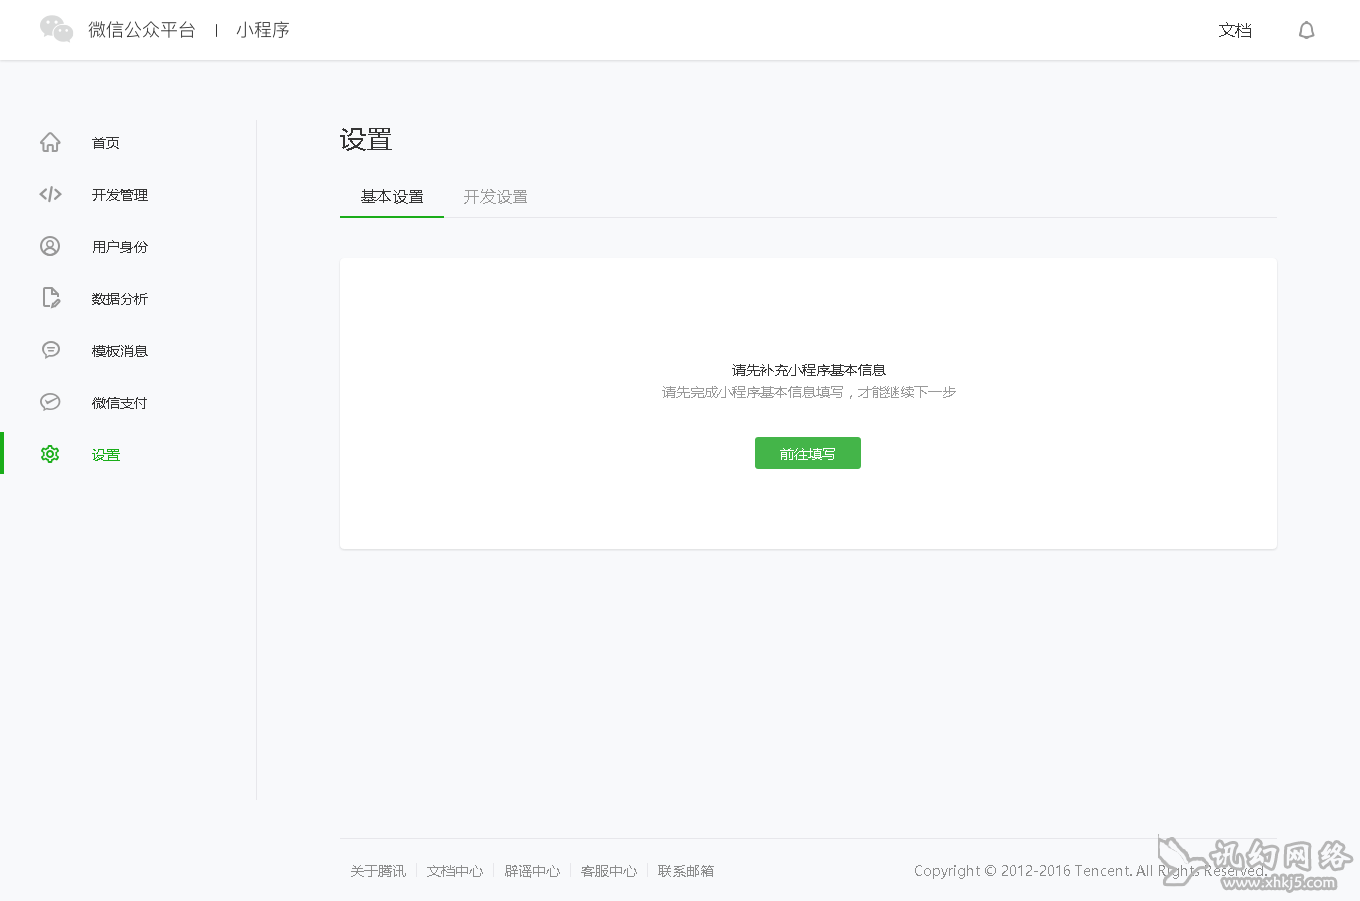 微信公众平台 | 小程序
文档
首页
开发管理
用户身份
数据分析
模板消息
微信支付
设置
设置
基本设置 开发设置
请先补充小程序基本信息
请先完成小程序基本信息填写，才能继续下一步
前往填写
关于腾讯 文档中心 辟谣中心 客服中心 联系邮箱
Copyright © 2012-2016 Tencent. All Rights Reserved.
讯幻网络
www.xhkj5.com